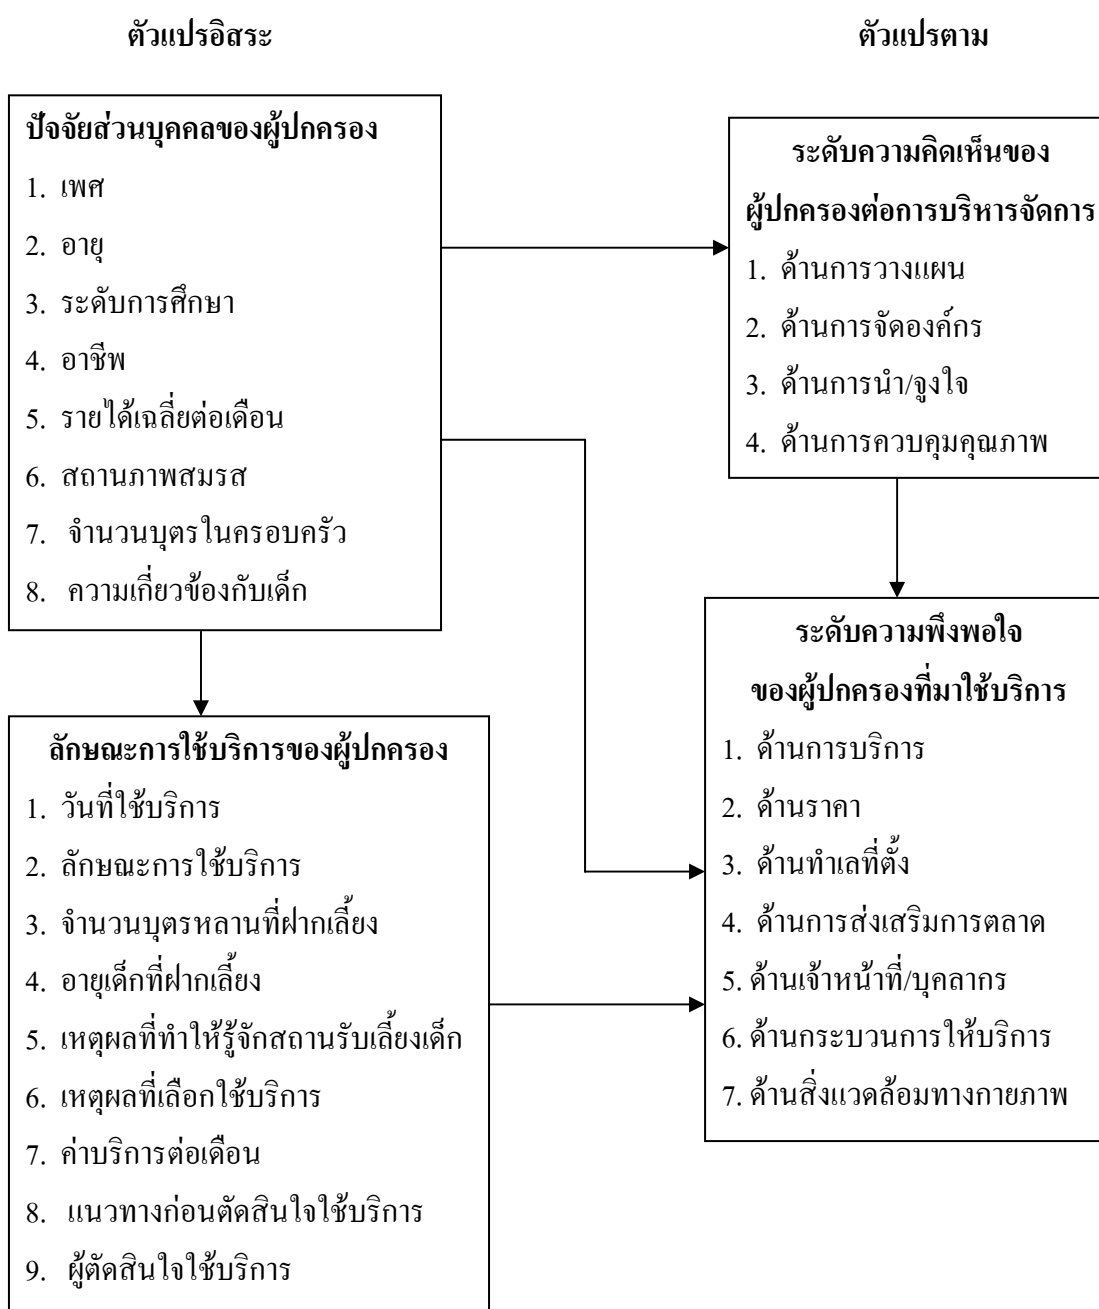 ตัวแปรอิสระ
ตัวแปรตาม
ปัจจัยส่วนบุคคลของผู้ปกครอง
1. เพศ
2. อายุ
3. ระดับการศึกษา
4. อาชีพ
5. รายได้เฉลี่ยต่อเดือน
6. สถานภาพสมรส
7. จำนวนบุตรในครอบครัว
8. ความเกี่ยวข้องกับเด็ก
ระดับความคิดเห็นของ
ผู้ปกครองต่อการบริหารจัดการ
1. ด้านการวางแผน
2. ด้านการจัดองค์กร
3. ด้านการนำ/จูงใจ
4. ด้านการควบคุมคุณภาพ
ลักษณะการใช้บริการของผู้ปกครอง
1. วันที่ใช้บริการ
2. ลักษณะการใช้บริการ
3. จำนวนบุตรหลานที่ฝากเลี้ยง
4. อายุเด็กที่ฝากเลี้ยง
5. เหตุผลที่ทำให้รู้จักสถานรับเลี้ยงเด็ก
6. เหตุผลที่เลือกใช้บริการ
7. ค่าบริการต่อเดือน
8. แนวทางก่อนตัดสินใจใช้บริการ
9. ผู้ตัดสินใจใช้บริการ
ระดับความพึงพอใจ
ของผู้ปกครองที่มาใช้บริการ
1. ด้านการบริการ
2. ด้านราคา
3. ด้านทำเลที่ตั้ง
4. ด้านการส่งเสริมการตลาด
5. ด้านเจ้าหน้าที่/บุคลากร
6. ด้านกระบวนการให้บริการ
7. ด้านสิ่งแวดล้อมทางกายภาพ